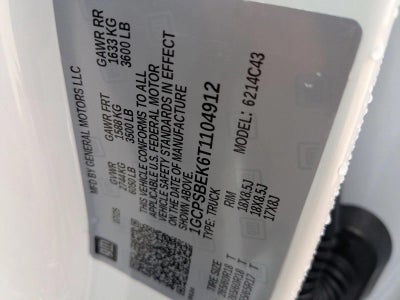 MFD BY GENERAL MOTORS LLC
07/25
GVWR
2744 KG
6050 LB
GAWR FRT
1588 KG
3500 LB
GAWR RR
1633 KG
3600 LB
THIS VEHICLE CONFORMS TO ALL
APPLICABLE U.S. FEDERAL MOTOR
VEHICLE SAFETY STANDARDS IN EFFECT
ON THE DATE OF MANUFACTURE
SHOWN ABOVE.
1GCPSBEK6T1104912
TYPE: TRUCK
MODEL: 6214C43
TIRE SIZE
RIM
18X8.5J
18X8.5J
17X8J